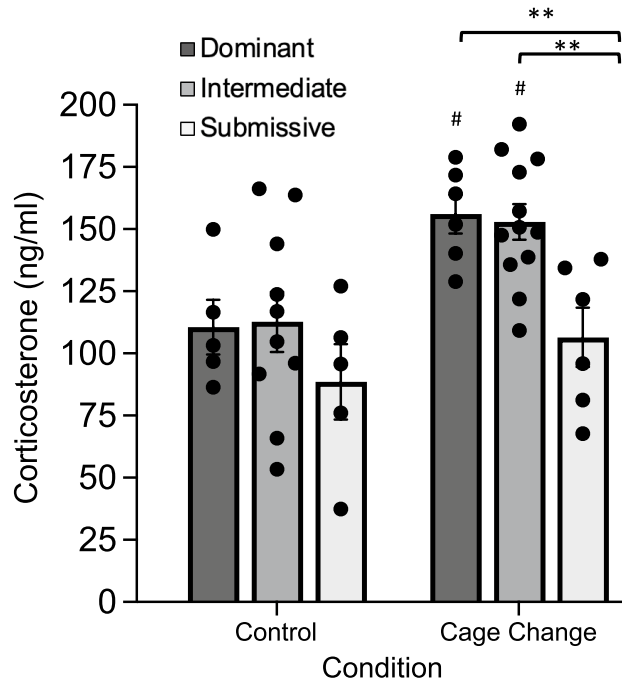 **
**
Dominant
Intermediate
Submissive
#
#
200
175
150
125
100
75
50
25
0
Corticosterone (ng/ml)
Control
Cage Change
Condition